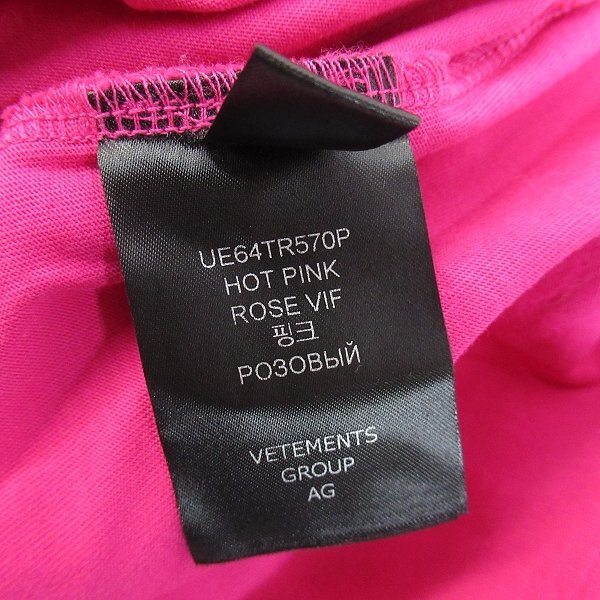 UE64TR570P
HOT PINK
ROSE VIF
핑크
РОЗОВЫЙ
VETEMENTS
GROUP
AG